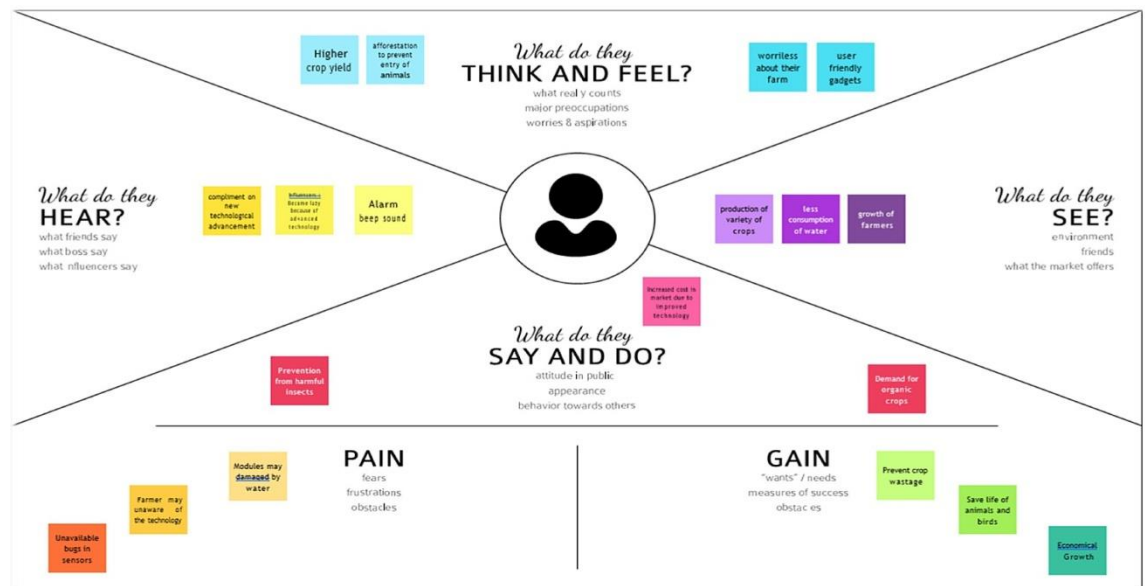 Higher
crop yield
afforestation
to prevent
entry of
animals
What do they
THINK AND FEEL?
what real y counts
major preoccupations
worries & aspirations
worriless
about their
farm
user
friendly
gadgets
What do they
HEAR?
what friends say
what boss say
what nfluencers say
compliment on
new
technological
advancement
Influencers-
Become lazy
because of
advanced
technology
Alarm
beep sound
production of
variety of
crops
less
consumption
of water
growth of
farmers
What do they
SEE?
environment
friends
what the market offers
Increased cost in
market due to
improved
technology
What do they
SAY AND DO?
attitude in public
appearance
behavior towards others
Prevention
from harmful
insects
Demand for
organic
crops
PAIN
fears
frustrations
obstacles
Modules may
damaged by
water
Farmer may
unaware of
the technology
Unavailable
bugs in
sensors
GAIN
"wants" / needs
measures of success
obstac es
Prevent crop
wastage
Save life of
animals and
birds
Economical
Growth